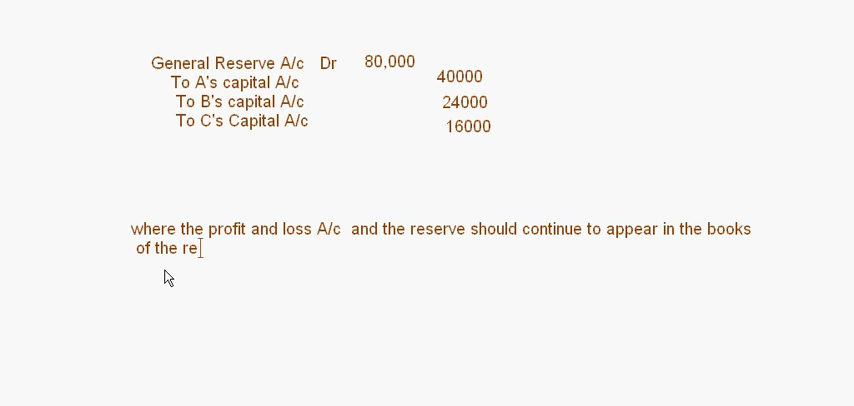 General Reserve A/c Dr 80,000
To A's capital A/c 40000
To B's capital A/c 24000
To C's Capital A/c 16000
where the profit and loss A/c and the reserve should continue to appear in the books
of the re